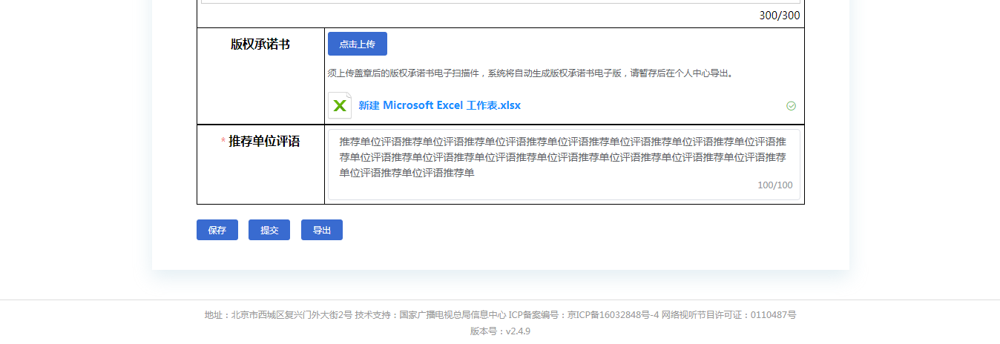 300/300
版权承诺书
点击上传
须上传盖章后的版权承诺书电子扫描件，系统将自动生成版权承诺书电子版，请暂存后在个人中心导出。
新建 Microsoft Excel 工作表.xlsx
* 推荐单位评语
推荐单位评语推荐单位评语推荐单位评语推荐单位评语推荐单位评语推荐单位评语推荐单位评语推
荐单位评语推荐单位评语推荐单位评语推荐单位评语推荐单位评语推荐单位评语推荐单位评语推荐
单位评语推荐单位评语推荐单
100/100
保存 提交 导出
地址：北京市西城区复兴门外大街2号 技术支持：国家广播电视总局信息中心 ICP备案编号：京ICP备16032848号-4 网络视听节目许可证：0110487号
版本号：v2.4.9